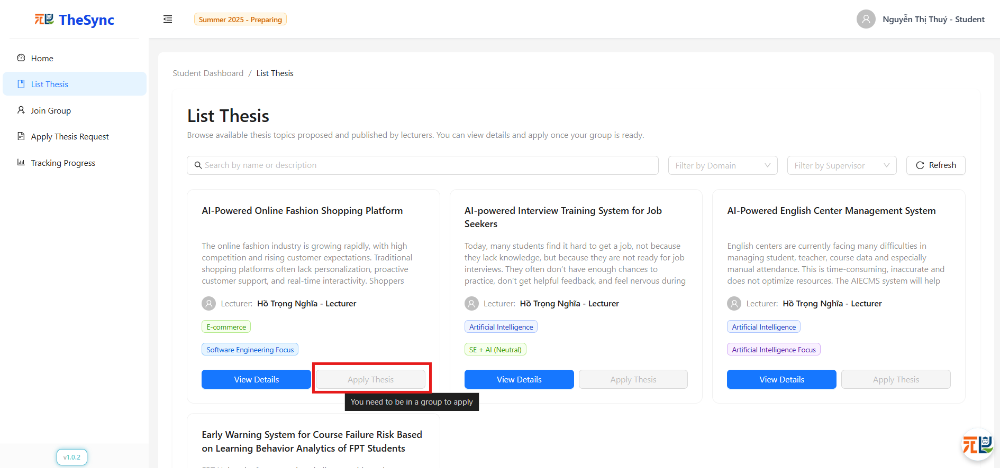 TheSync
Summer 2025 - Preparing
Nguyễn Thị Thuý - Student
Home
List Thesis
Join Group
Apply Thesis Request
Tracking Progress
v1.0.2
Student Dashboard / List Thesis
List Thesis
Browse available thesis topics proposed and published by lecturers. You can view details and apply once your group is ready.
Search by name or description
Filter by Domain
Filter by Supervisor
Refresh
AI-Powered Online Fashion Shopping Platform
The online fashion industry is growing rapidly, with high
competition and rising customer expectations. Traditional
shopping platforms often lack personalization, proactive
customer support, and real-time interactivity. Shoppers
Lecturer: Hồ Trọng Nghĩa - Lecturer
E-commerce
Software Engineering Focus
View Details
Apply Thesis
You need to be in a group to apply
AI-powered Interview Training System for Job
Seekers
Today, many students find it hard to get a job, not because
they lack knowledge, but because they are not ready for job
interviews. They often don't have enough chances to
practice, don't get helpful feedback, and feel nervous during
Lecturer: Hồ Trọng Nghĩa - Lecturer
Artificial Intelligence
SE + AI (Neutral)
View Details
Apply Thesis
AI-Powered English Center Management System
English centers are currently facing many difficulties in
managing student, teacher, course data and especially
manual attendance. This is time-consuming, inaccurate and
does not optimize resources. The AIECMS system will help
Lecturer: Hồ Trọng Nghĩa - Lecturer
Artificial Intelligence
Artificial Intelligence Focus
View Details
Apply Thesis
Early Warning System for Course Failure Risk Based
on Learning Behavior Analytics of FPT Students